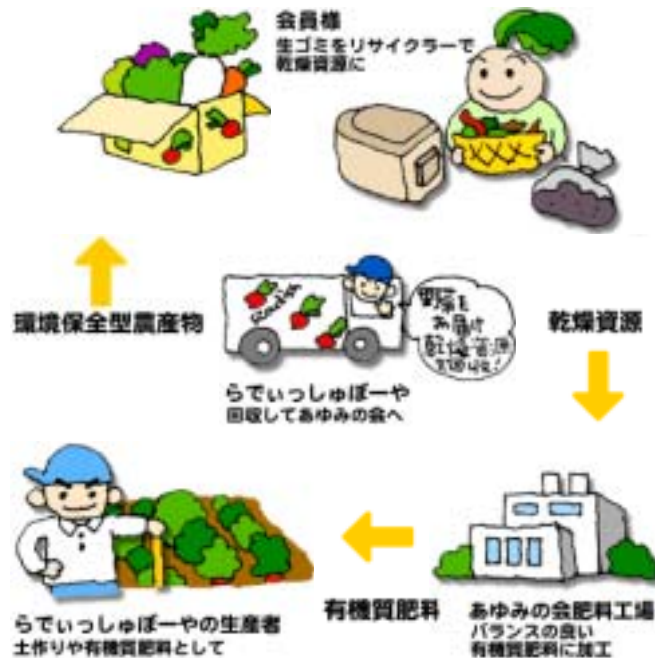 会員様
生ゴミをリサイクラーで
乾燥資源に
Radish
野菜を
お届け
乾燥資源
を回収!
環境保全型農産物
乾燥資源
らでぃっしゅぼーや
回収してあゆみの会へ
有機質肥料
らでぃっしゅぼーやの生産者
土作りや有機質肥料として
あゆみの会肥料工場
バランスの良い
有機質肥料に加工